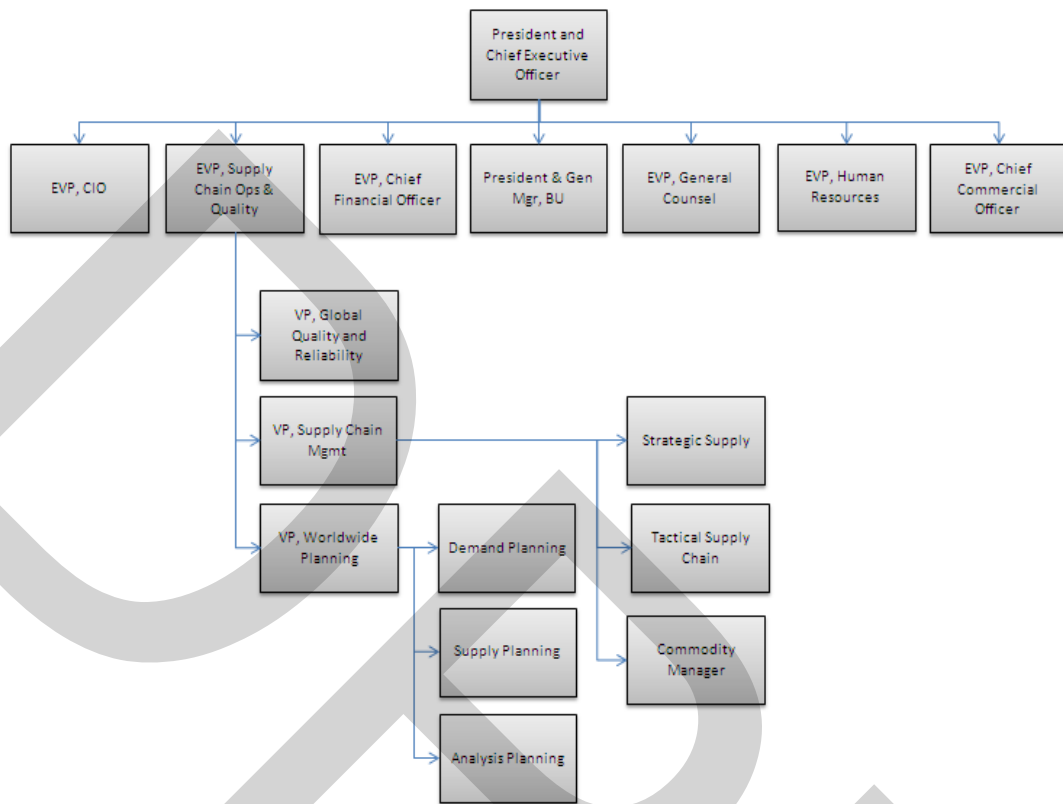 President and
Chief Executive
Officer
EVP, CIO
EVP, Supply
Chain Ops &
Quality
EVP, Chief
Financial Officer
President & Gen
Mgr, BU
EVP, General
Counsel
EVP, Human
Resources
EVP, Chief
Commercial
Officer
VP, Global
Quality and
Reliability
VP, Supply Chain
Mgmt
Strategic Supply
VP, Worldwide
Planning
Demand Planning
Tactical Supply
Chain
Supply Planning
Commodity
Manager
Analysis Planning